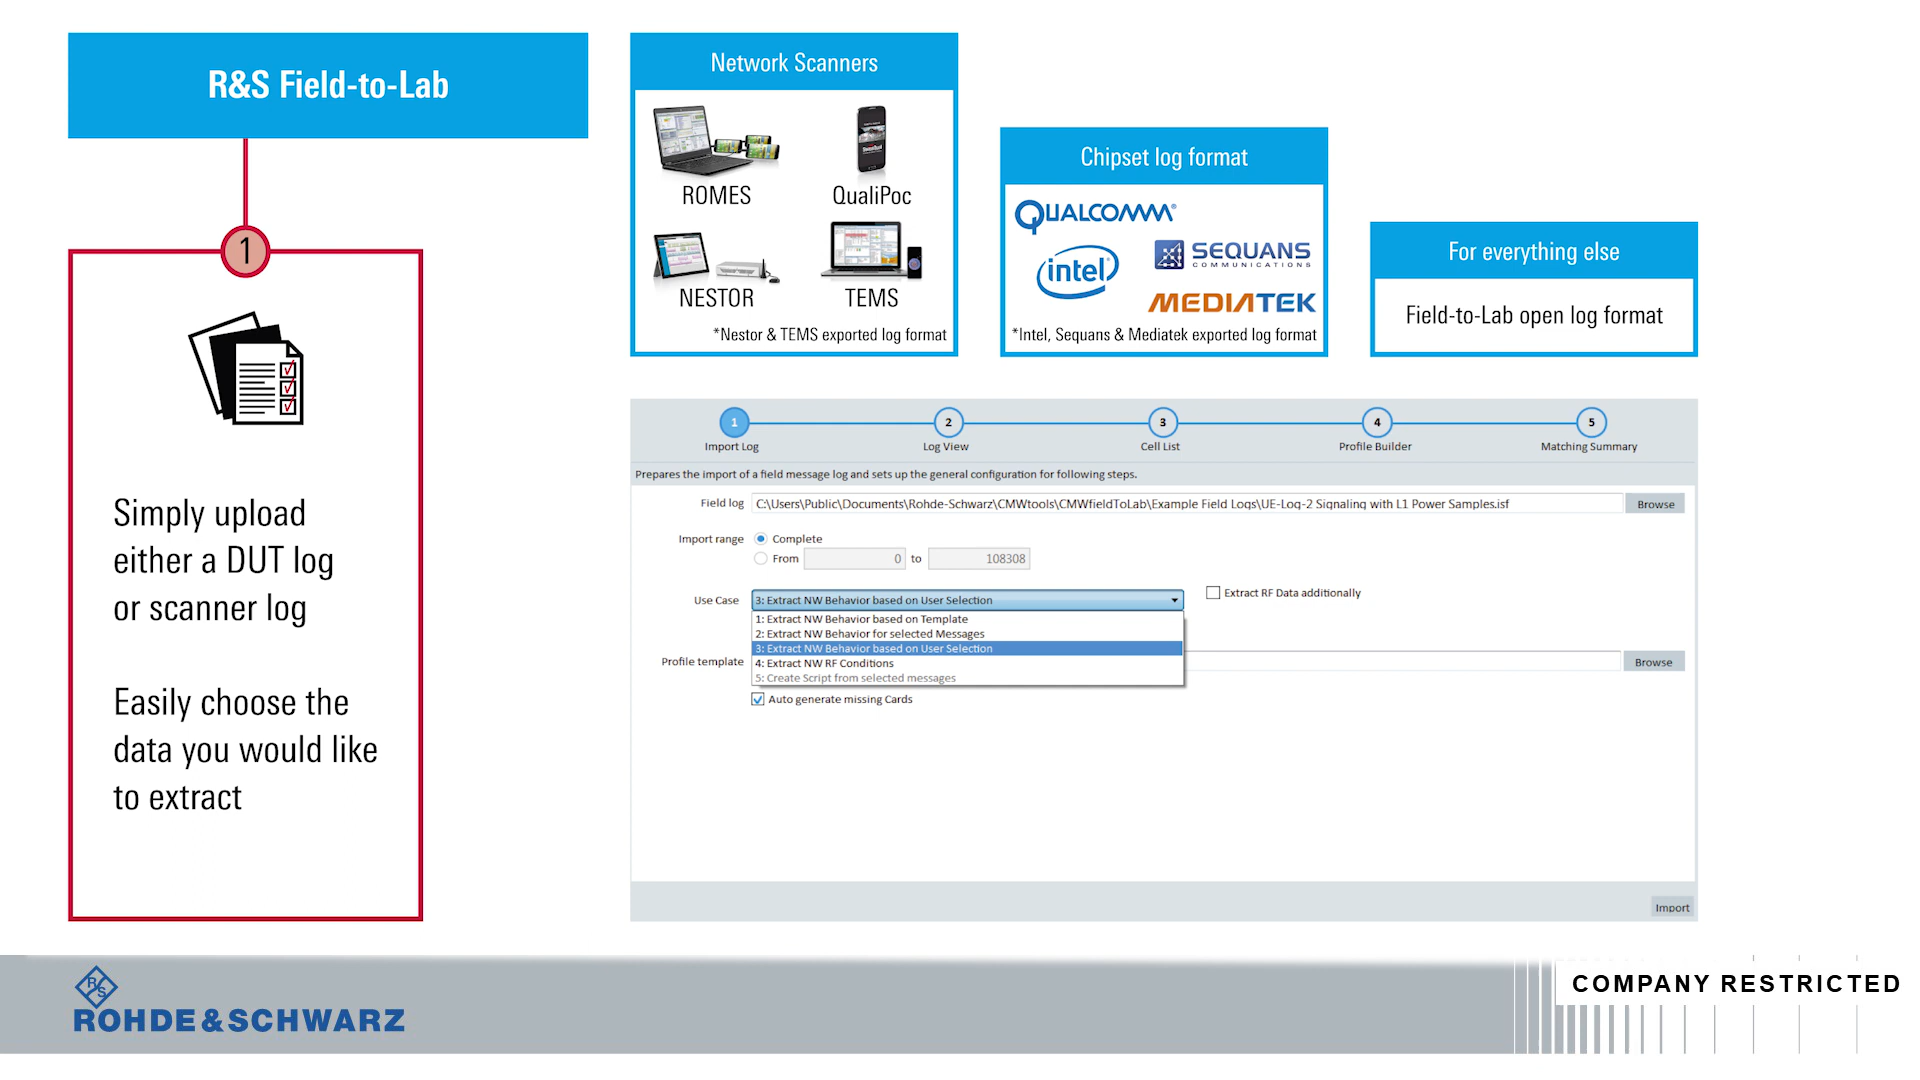 R&S Field-to-Lab
1
Simply upload
either a DUT log
or scanner log
Easily choose the
data you would like
to extract
Network Scanners
ROMES
QualiPoc
NESTOR
TEMS
*Nestor & TEMS exported log format
Chipset log format
QUALCOMM®
intel
SEQUANS
COMMUNICATIONS
MEDIATEK
*Intel, Sequans & Mediatek exported log format
For everything else
Field-to-Lab open log format
1 2 3 4 5
Import Log Log View Cell List Profile Builder Matching Summary
Prepares the import of a field message log and sets up the general configuration for following steps.
Field log C:\Users\Public\Documents\Rohde-Schwarz\CMWtools\CMWfieldToLab\Example Field Logs\UE-Log-2 Signaling with L1 Power Samples.isf Browse
Import range Complete
From 0 to 108308
Use Case 3: Extract NW Behavior based on User Selection Extract RF Data additionally
1: Extract NW Behavior based on Template
2: Extract NW Behavior for selected Messages
3: Extract NW Behavior based on User Selection
Profile template 4: Extract NW RF Conditions Browse
5: Create Script from selected messages
Auto generate missing Cards
Import
R S
ROHDE&SCHWARZ
COMPANY RESTRICTED